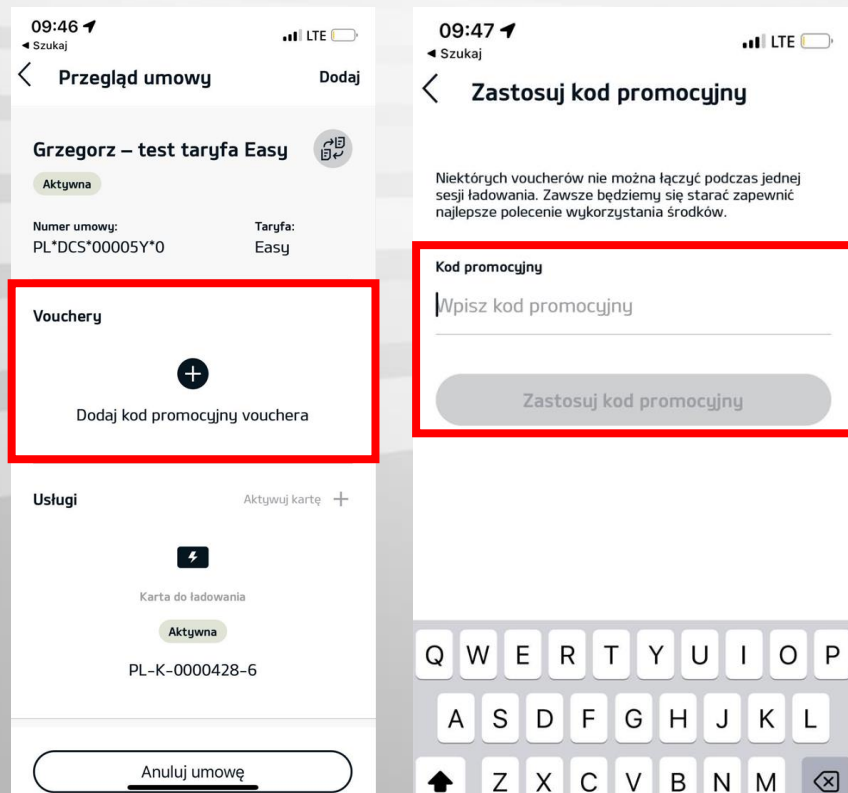 09:46
LTE
◄ Szukaj
Przegląd umowy
Dodaj
Grzegorz – test taryfa Easy
Aktywna
Numer umowy:
Taryfa:
PL*DCS*00005Y*0
Easy
Vouchery
Dodaj kod promocyjny vouchera
Usługi
Aktywuj kartę
Karta do ładowania
Aktywna
PL-K-0000428-6
Anuluj umowę
09:47
LTE
◄ Szukaj
Zastosuj kod promocyjny
Niektórych voucherów nie można łączyć podczas jednej
sesji ładowania. Zawsze będziemy się starać zapewnić
najlepsze polecenie wykorzystania środków.
Kod promocyjny
Wpisz kod promocyjny
Zastosuj kod promocyjny
Q W E R T Y U I O P
A S D F G H J K L
Z X C V B N M